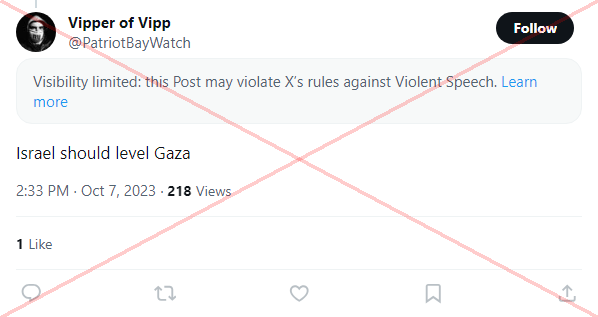 Vipper of Vipp
@PatriotBayWatch
Follow
Visibility limited: this Post may violate X's rules against Violent Speech. Learn
more
Israel should level Gaza
2:33 PM · Oct 7, 2023 · 218 Views
1 Like